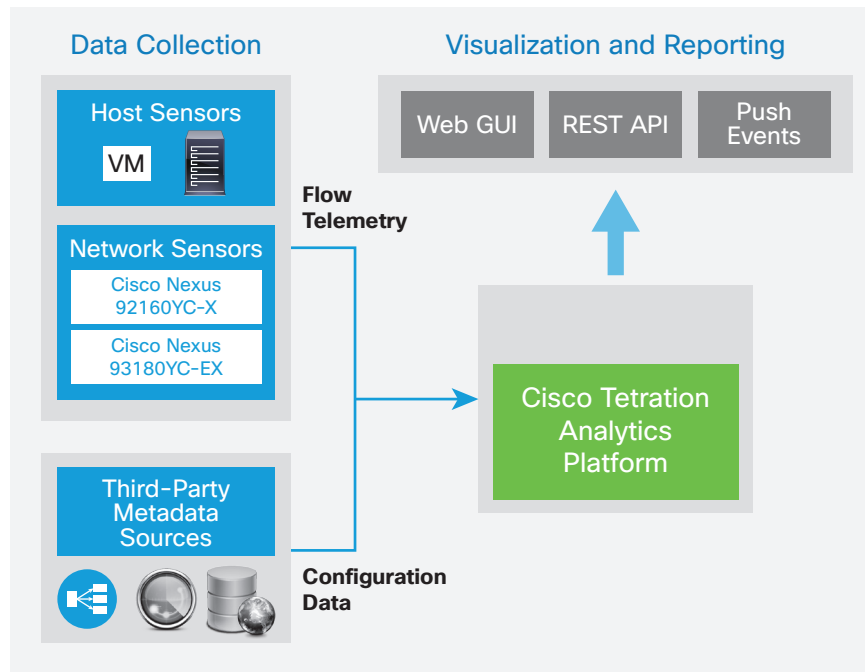 Data Collection
Host Sensors
VM
Network Sensors
Cisco Nexus
92160YC-X
Cisco Nexus
93180YC-EX
Third-Party
Metadata
Sources
Flow
Telemetry
Configuration
Data
Visualization and Reporting
Web GUI
REST API
Push
Events
Cisco Tetration
Analytics
Platform